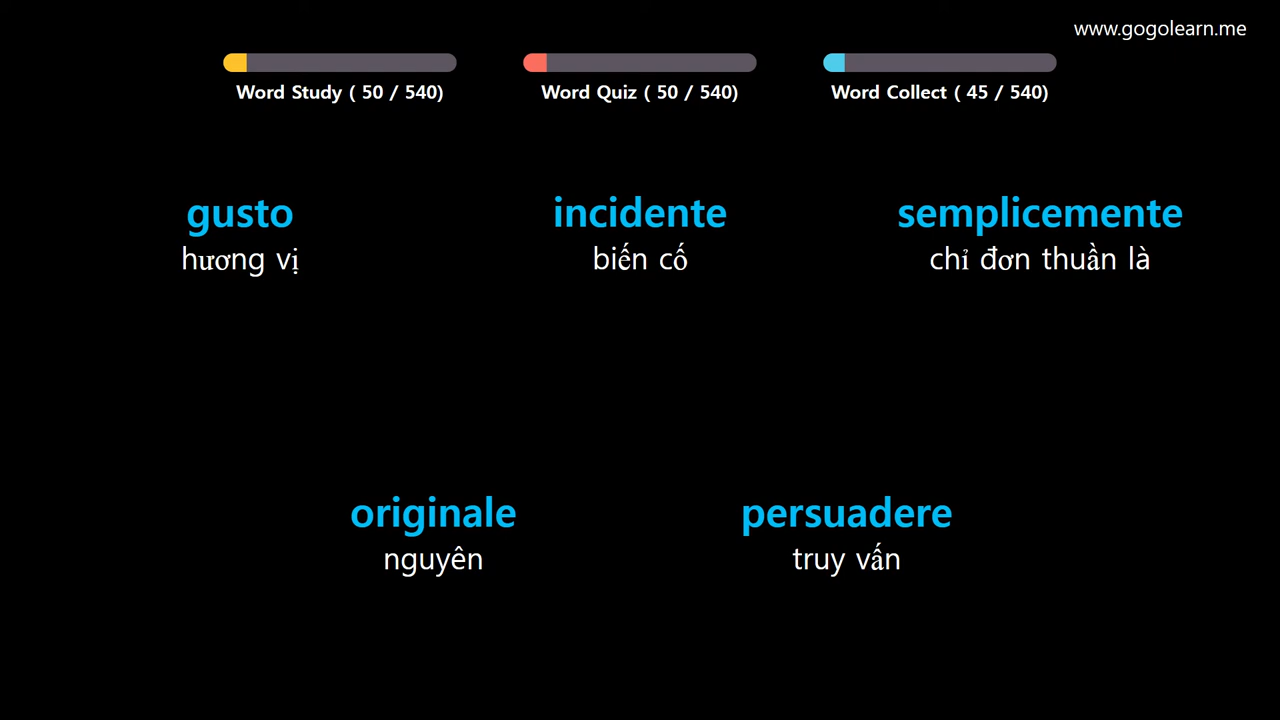 www.gogolearn.me
Word Study ( 50 / 540)
Word Quiz ( 50 / 540)
Word Collect ( 45 / 540)
gusto
hương vị
incidente
biến cố
semplicemente
chỉ đơn thuần là
originale
nguyên
persuadere
truy vấn